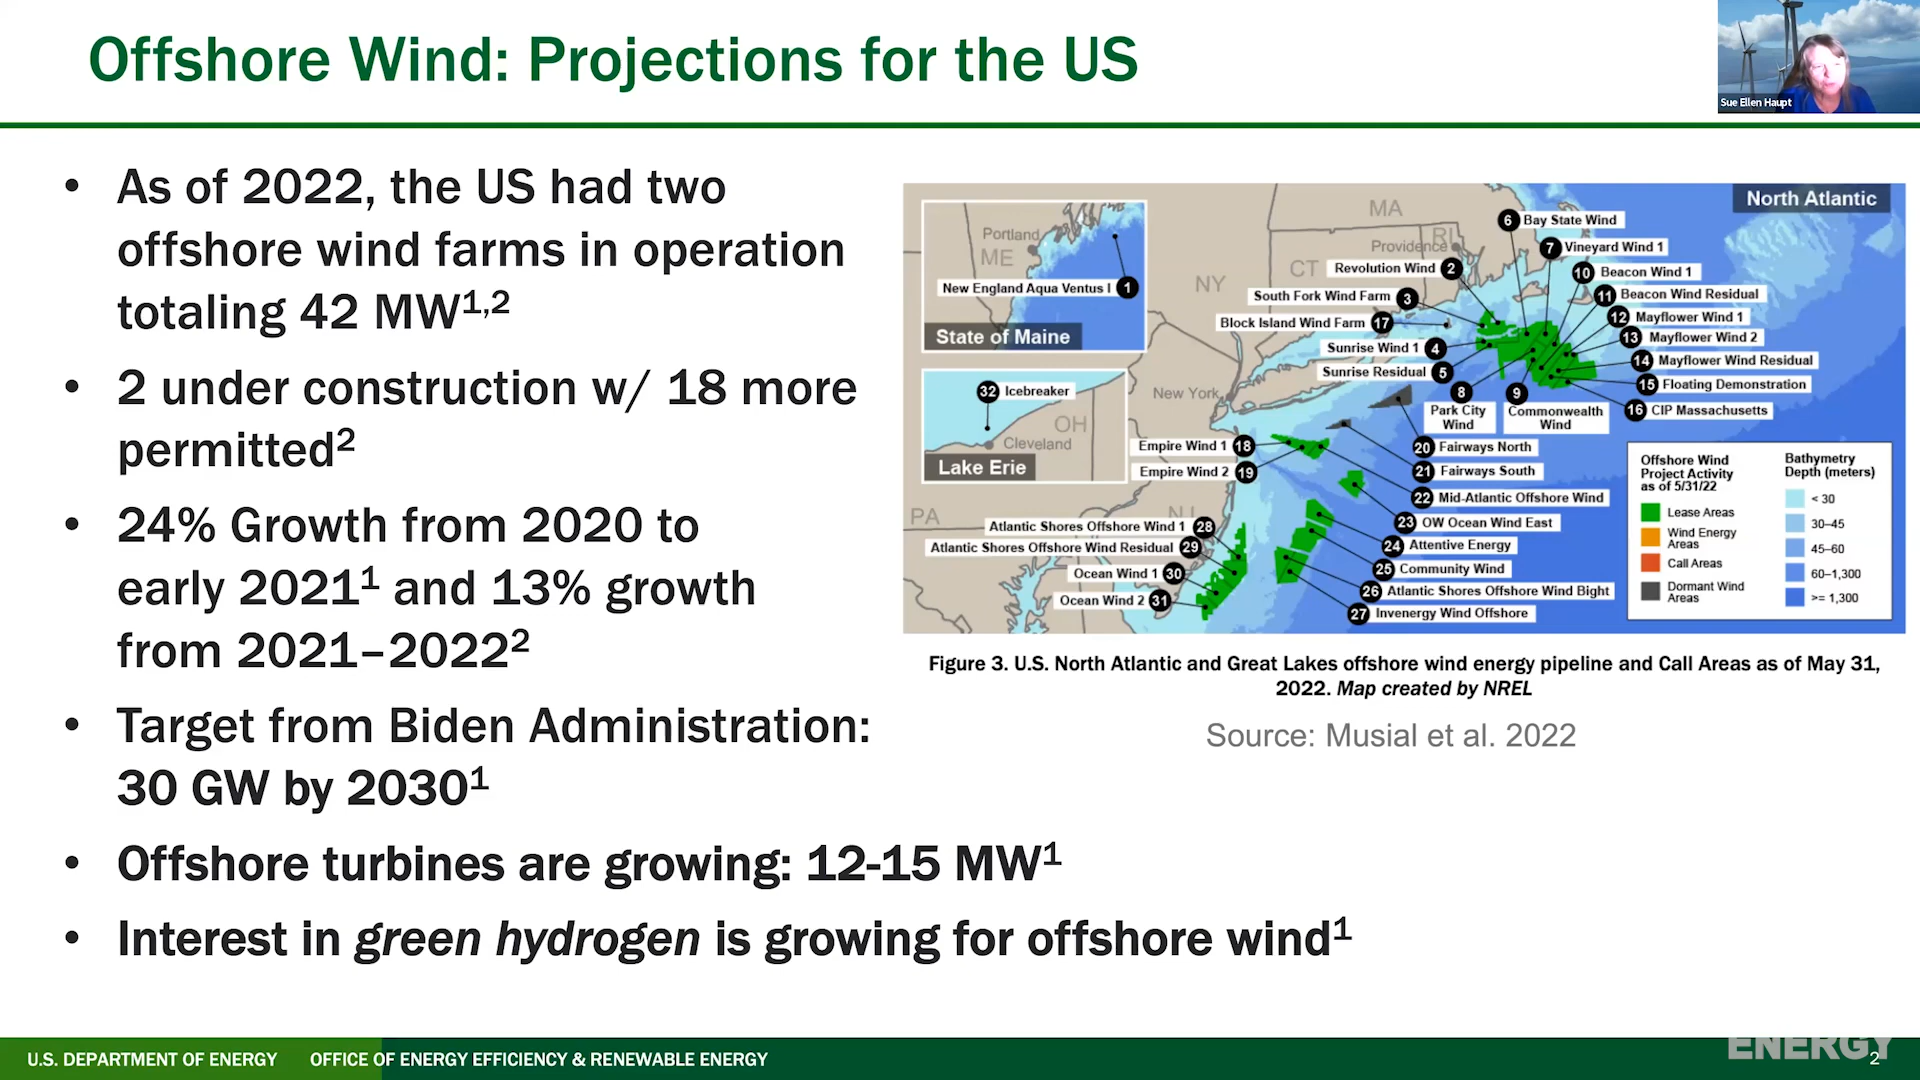 Offshore Wind: Projections for the US
Sue Ellen Haupt
• As of 2022, the US had two
offshore wind farms in operation
totaling 42 MW1,2
• 2 under construction w/ 18 more
permitted2
• 24% Growth from 2020 to
early 20211 and 13% growth
from 2021–20222
• Target from Biden Administration:
30 GW by 20301
• Offshore turbines are growing: 12-15 MW1
• Interest in green hydrogen is growing for offshore wind1
North Atlantic
Portland
ME
New England Aqua Ventus I 1
State of Maine
32 Icebreaker
OH
Cleveland
Lake Erie
MA
RI
Providence
CT
NY
New York
PA
NJ
6 Bay State Wind
7 Vineyard Wind 1
Revolution Wind 2
10 Beacon Wind 1
South Fork Wind Farm 3
11 Beacon Wind Residual
Block Island Wind Farm 17
12 Mayflower Wind 1
13 Mayflower Wind 2
Sunrise Wind 1 4
14 Mayflower Wind Residual
Sunrise Residual 5
15 Floating Demonstration
8
Park City
Wind
9
Commonwealth
Wind
16 CIP Massachusetts
Empire Wind 1 18
20 Fairways North
Empire Wind 2 19
21 Fairways South
22 Mid-Atlantic Offshore Wind
Atlantic Shores Offshore Wind 1 28
23 OW Ocean Wind East
Atlantic Shores Offshore Wind Residual 29
24 Attentive Energy
Ocean Wind 1 30
25 Community Wind
Ocean Wind 2 31
26 Atlantic Shores Offshore Wind Bight
27 Invenergy Wind Offshore
Offshore Wind
Project Activity
as of 5/31/22
Lease Areas
Wind Energy
Areas
Call Areas
Dormant Wind
Areas
Bathymetry
Depth (meters)
< 30
30–45
45–60
60–1,300
>= 1,300
Figure 3. U.S. North Atlantic and Great Lakes offshore wind energy pipeline and Call Areas as of May 31,
2022. Map created by NREL
Source: Musial et al. 2022
U.S. DEPARTMENT OF ENERGY OFFICE OF ENERGY EFFICIENCY & RENEWABLE ENERGY
ENERGY
2